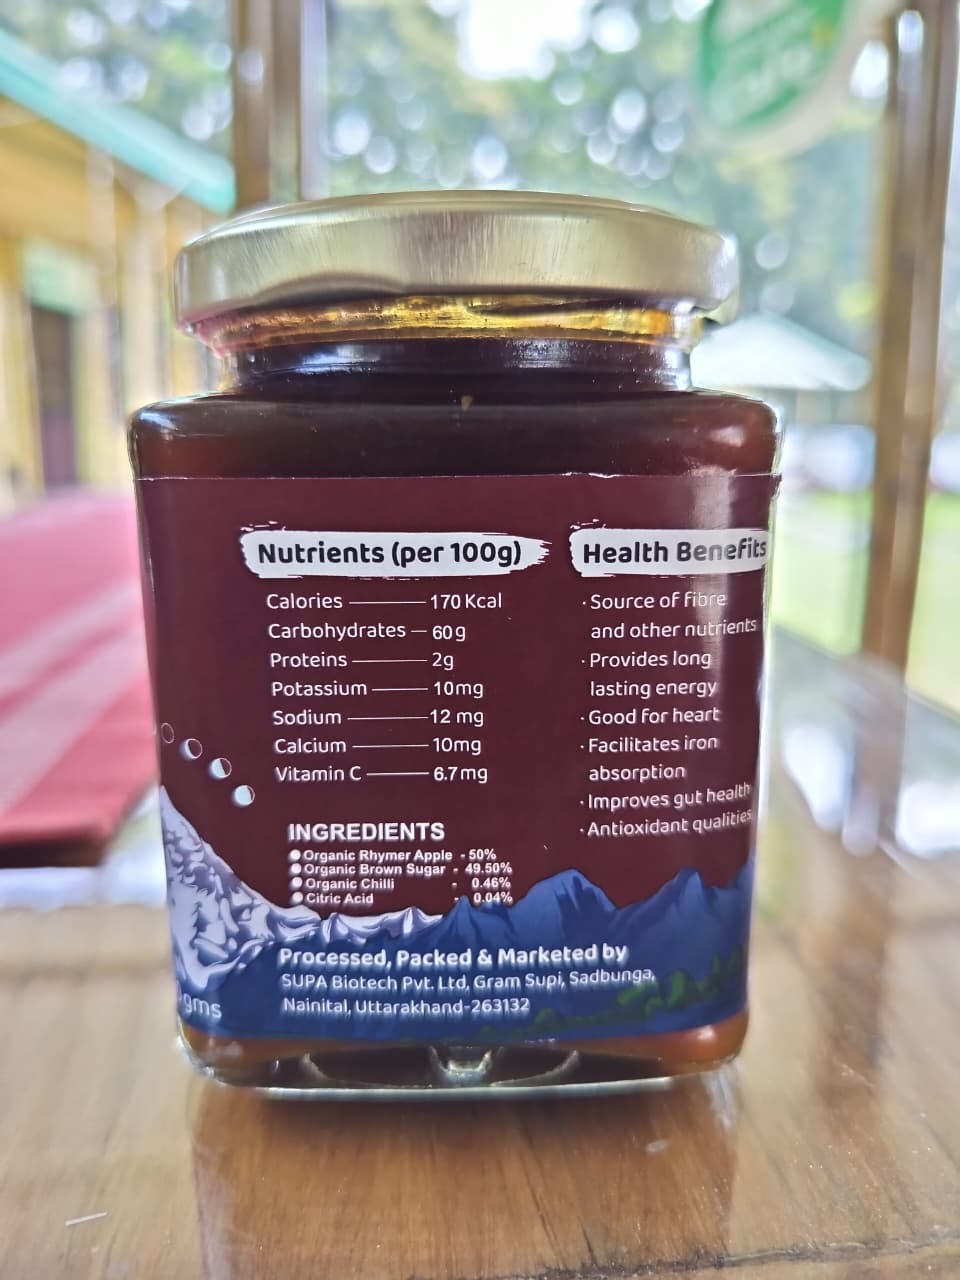 Nutrients (per 100g)
Calories 170 Kcal
Carbohydrates 60 g
Proteins 2g
Potassium 10mg
Sodium 12 mg
Calcium 10mg
Vitamin C 6.7 mg
INGREDIENTS
Organic Rhymer Apple - 50%
Organic Brown Sugar - 49.50%
Organic Chilli - 0.46%
Citric Acid - 0.04%
Health Benefits
· Source of fibre
and other nutrients
· Provides long
lasting energy
· Good for heart
· Facilitates iron
absorption
· Improves gut health
· Antioxidant qualities
Processed, Packed & Marketed by
SUPA Biotech Pvt. Ltd, Gram Supi, Sadbunga,
Nainital, Uttarakhand-263132
gms